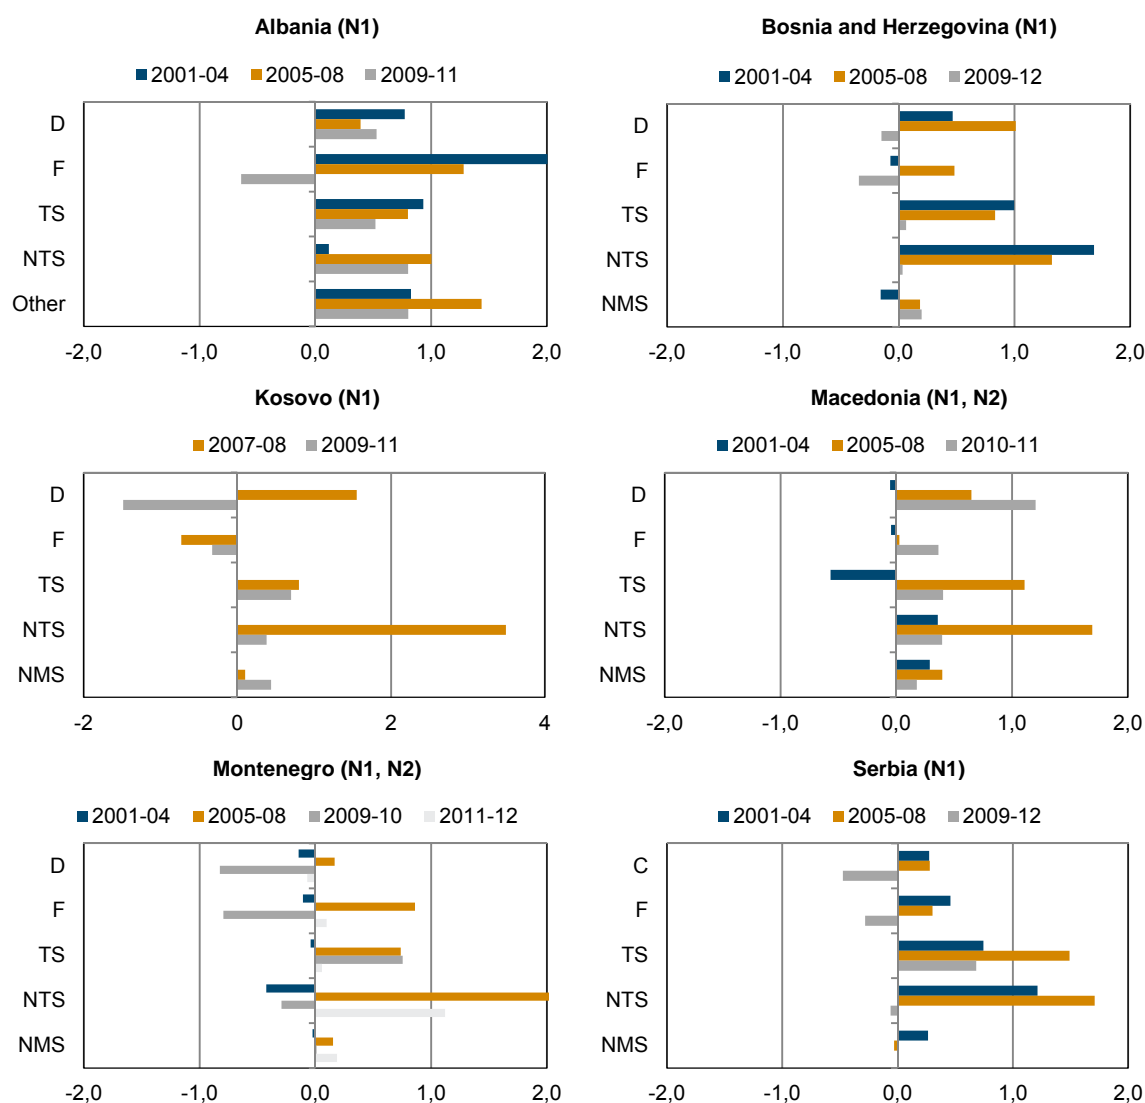 Albania (N1)
2001-04 2005-08 2009-11
D
F
TS
NTS
Other
-2,0 -1,0 0,0 1,0 2,0
Bosnia and Herzegovina (N1)
2001-04 2005-08 2009-12
D
F
TS
NTS
NMS
-2,0 -1,0 0,0 1,0 2,0
Kosovo (N1)
2007-08 2009-11
D
F
TS
NTS
NMS
-2 0 2 4
Macedonia (N1, N2)
2001-04 2005-08 2010-11
D
F
TS
NTS
NMS
-2,0 -1,0 0,0 1,0 2,0
Montenegro (N1, N2)
2001-04 2005-08 2009-10 2011-12
D
F
TS
NTS
NMS
-2,0 -1,0 0,0 1,0 2,0
Serbia (N1)
2001-04 2005-08 2009-12
C
F
TS
NTS
NMS
-2,0 -1,0 0,0 1,0 2,0